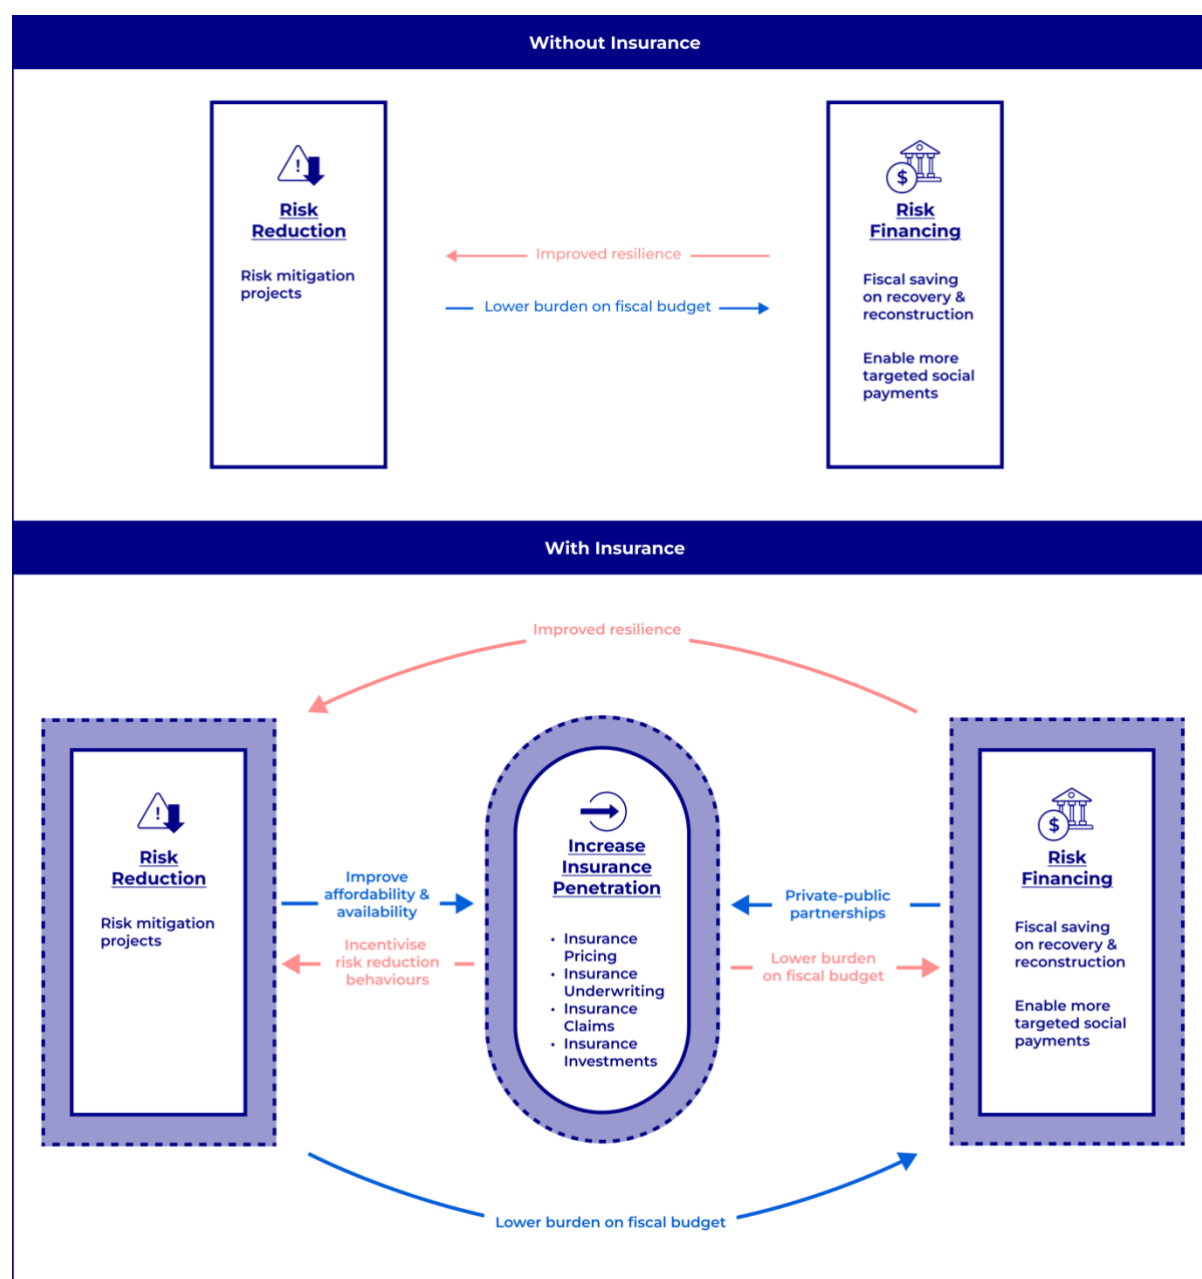 Without Insurance
!
Risk
Reduction
Risk mitigation
projects
Improved resilience
Lower burden on fiscal budget
$
Risk
Financing
Fiscal saving
on recovery &
reconstruction
Enable more
targeted social
payments
With Insurance
Improved resilience
!
Risk
Reduction
Risk mitigation
projects
Improve
affordability &
availability
Incentivise
risk reduction
behaviours
Increase
Insurance
Penetration
• Insurance
Pricing
• Insurance
Underwriting
• Insurance
Claims
• Insurance
Investments
Private-public
partnerships
Lower burden
on fiscal budget
$
Risk
Financing
Fiscal saving
on recovery &
reconstruction
Enable more
targeted social
payments
Lower burden on fiscal budget